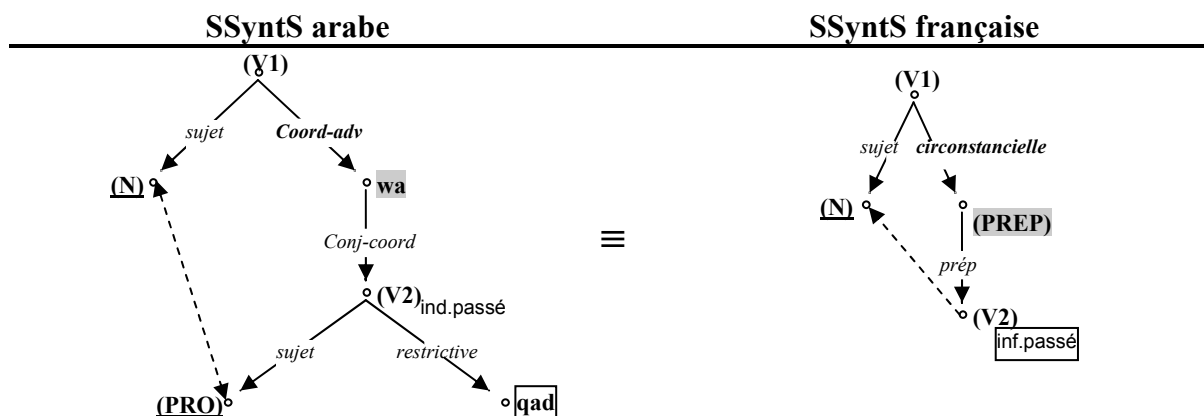 SSyntS arabe SSyntS française
(V1) (V1)
sujet Coord-adv sujet circonstancielle
(N) wa (N) (PREP)
Conj-coord ≡ prép
(V2)ind.passé (V2)inf.passé
sujet restrictive
(PRO) qad